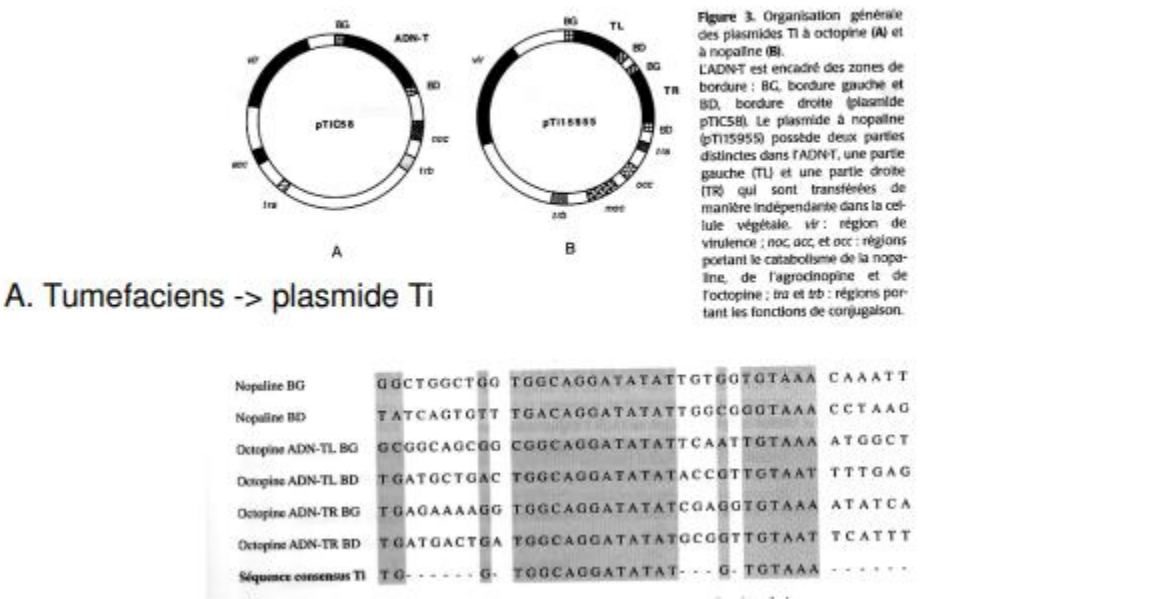 BG
ADN-T
vir
BD
pTiC58
noc
trb
acc
tra
A
BG
TL
BD
BG
TR
vir
pTi15955
BD
tra
occ
moc
trb
B
Figure 3. Organisation générale
des plasmides Ti à octopine (A) et
à nopaline (B).
L'ADN-T est encadré des zones de
bordure : BG, bordure gauche et
BD, bordure droite (plasmide
pTIC58). Le plasmide à nopaline
(pTi15955) possède deux parties
distinctes dans l'ADN-T, une partie
gauche (TL) et une partie droite
(TR) qui sont transférées de
manière indépendante dans la cel-
lule végétale. vir : région de
virulence ; noc, acc, et occ : régions
portant le catabolisme de la nopa-
line, de l'agrocinopine et de
l'octopine ; tra et trb : régions por-
tant les fonctions de conjugaison.
A. Tumefaciens -> plasmide Ti
Nopaline BG GGCTGGCTGG TGGCAGGATATATTGTGGTGTAAA CAAATT
Nopaline BD TATCAGTGTT TGACAGGATATATTGGCGGGTAAA CCTAAG
Octopine ADN-TL BG GCGGCAGCGG CGGCAGGATATATTCAATTGTAAA ATGGCT
Octopine ADN-TL BD TGATGCTGAC TGGCAGGATATATACCGTTGTAAT TTTGAG
Octopine ADN-TR BG TGAGAAAAGG TGGCAGGATATATCGAGGTGTAAA ATATCA
Octopine ADN-TR BD TGATGACTGA TGGCAGGATATATGCGGTTGTAAT TCATTT
Séquence consensus Ti TG------G- TGGCAGGATATAT---G-TGTAAA ------